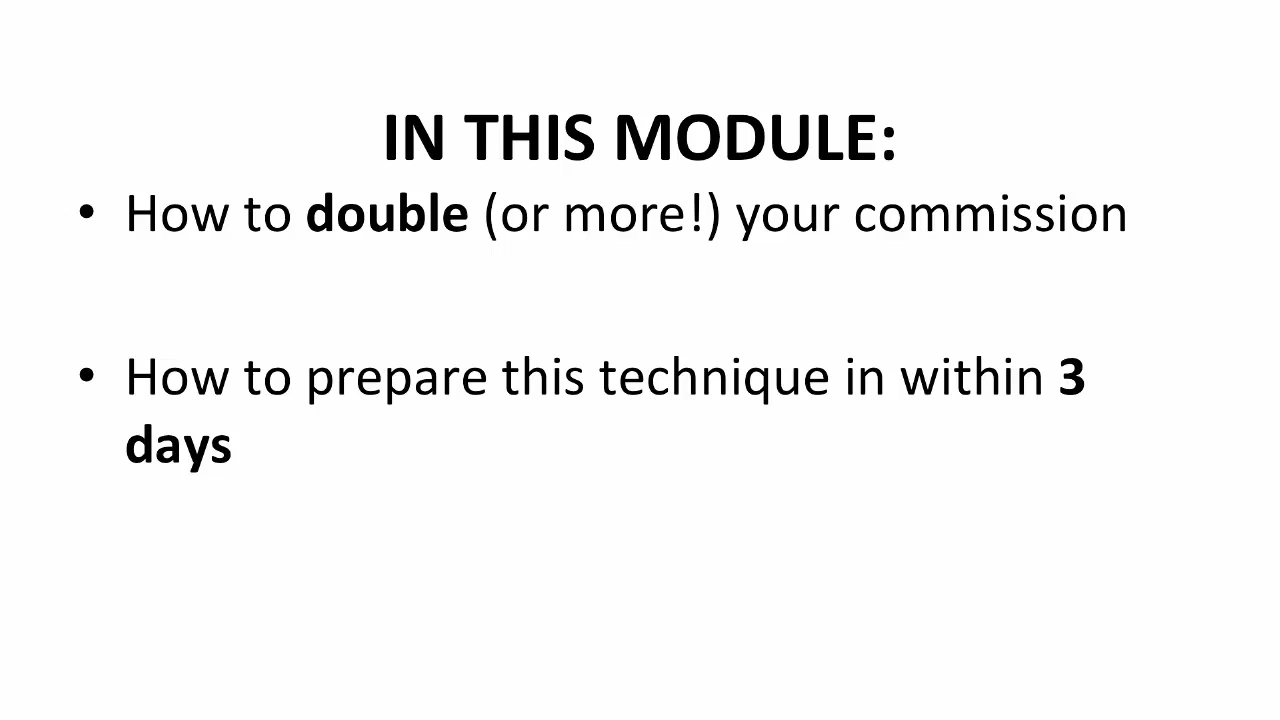 IN THIS MODULE:
• How to double (or more!) your commission
• How to prepare this technique in within 3
days